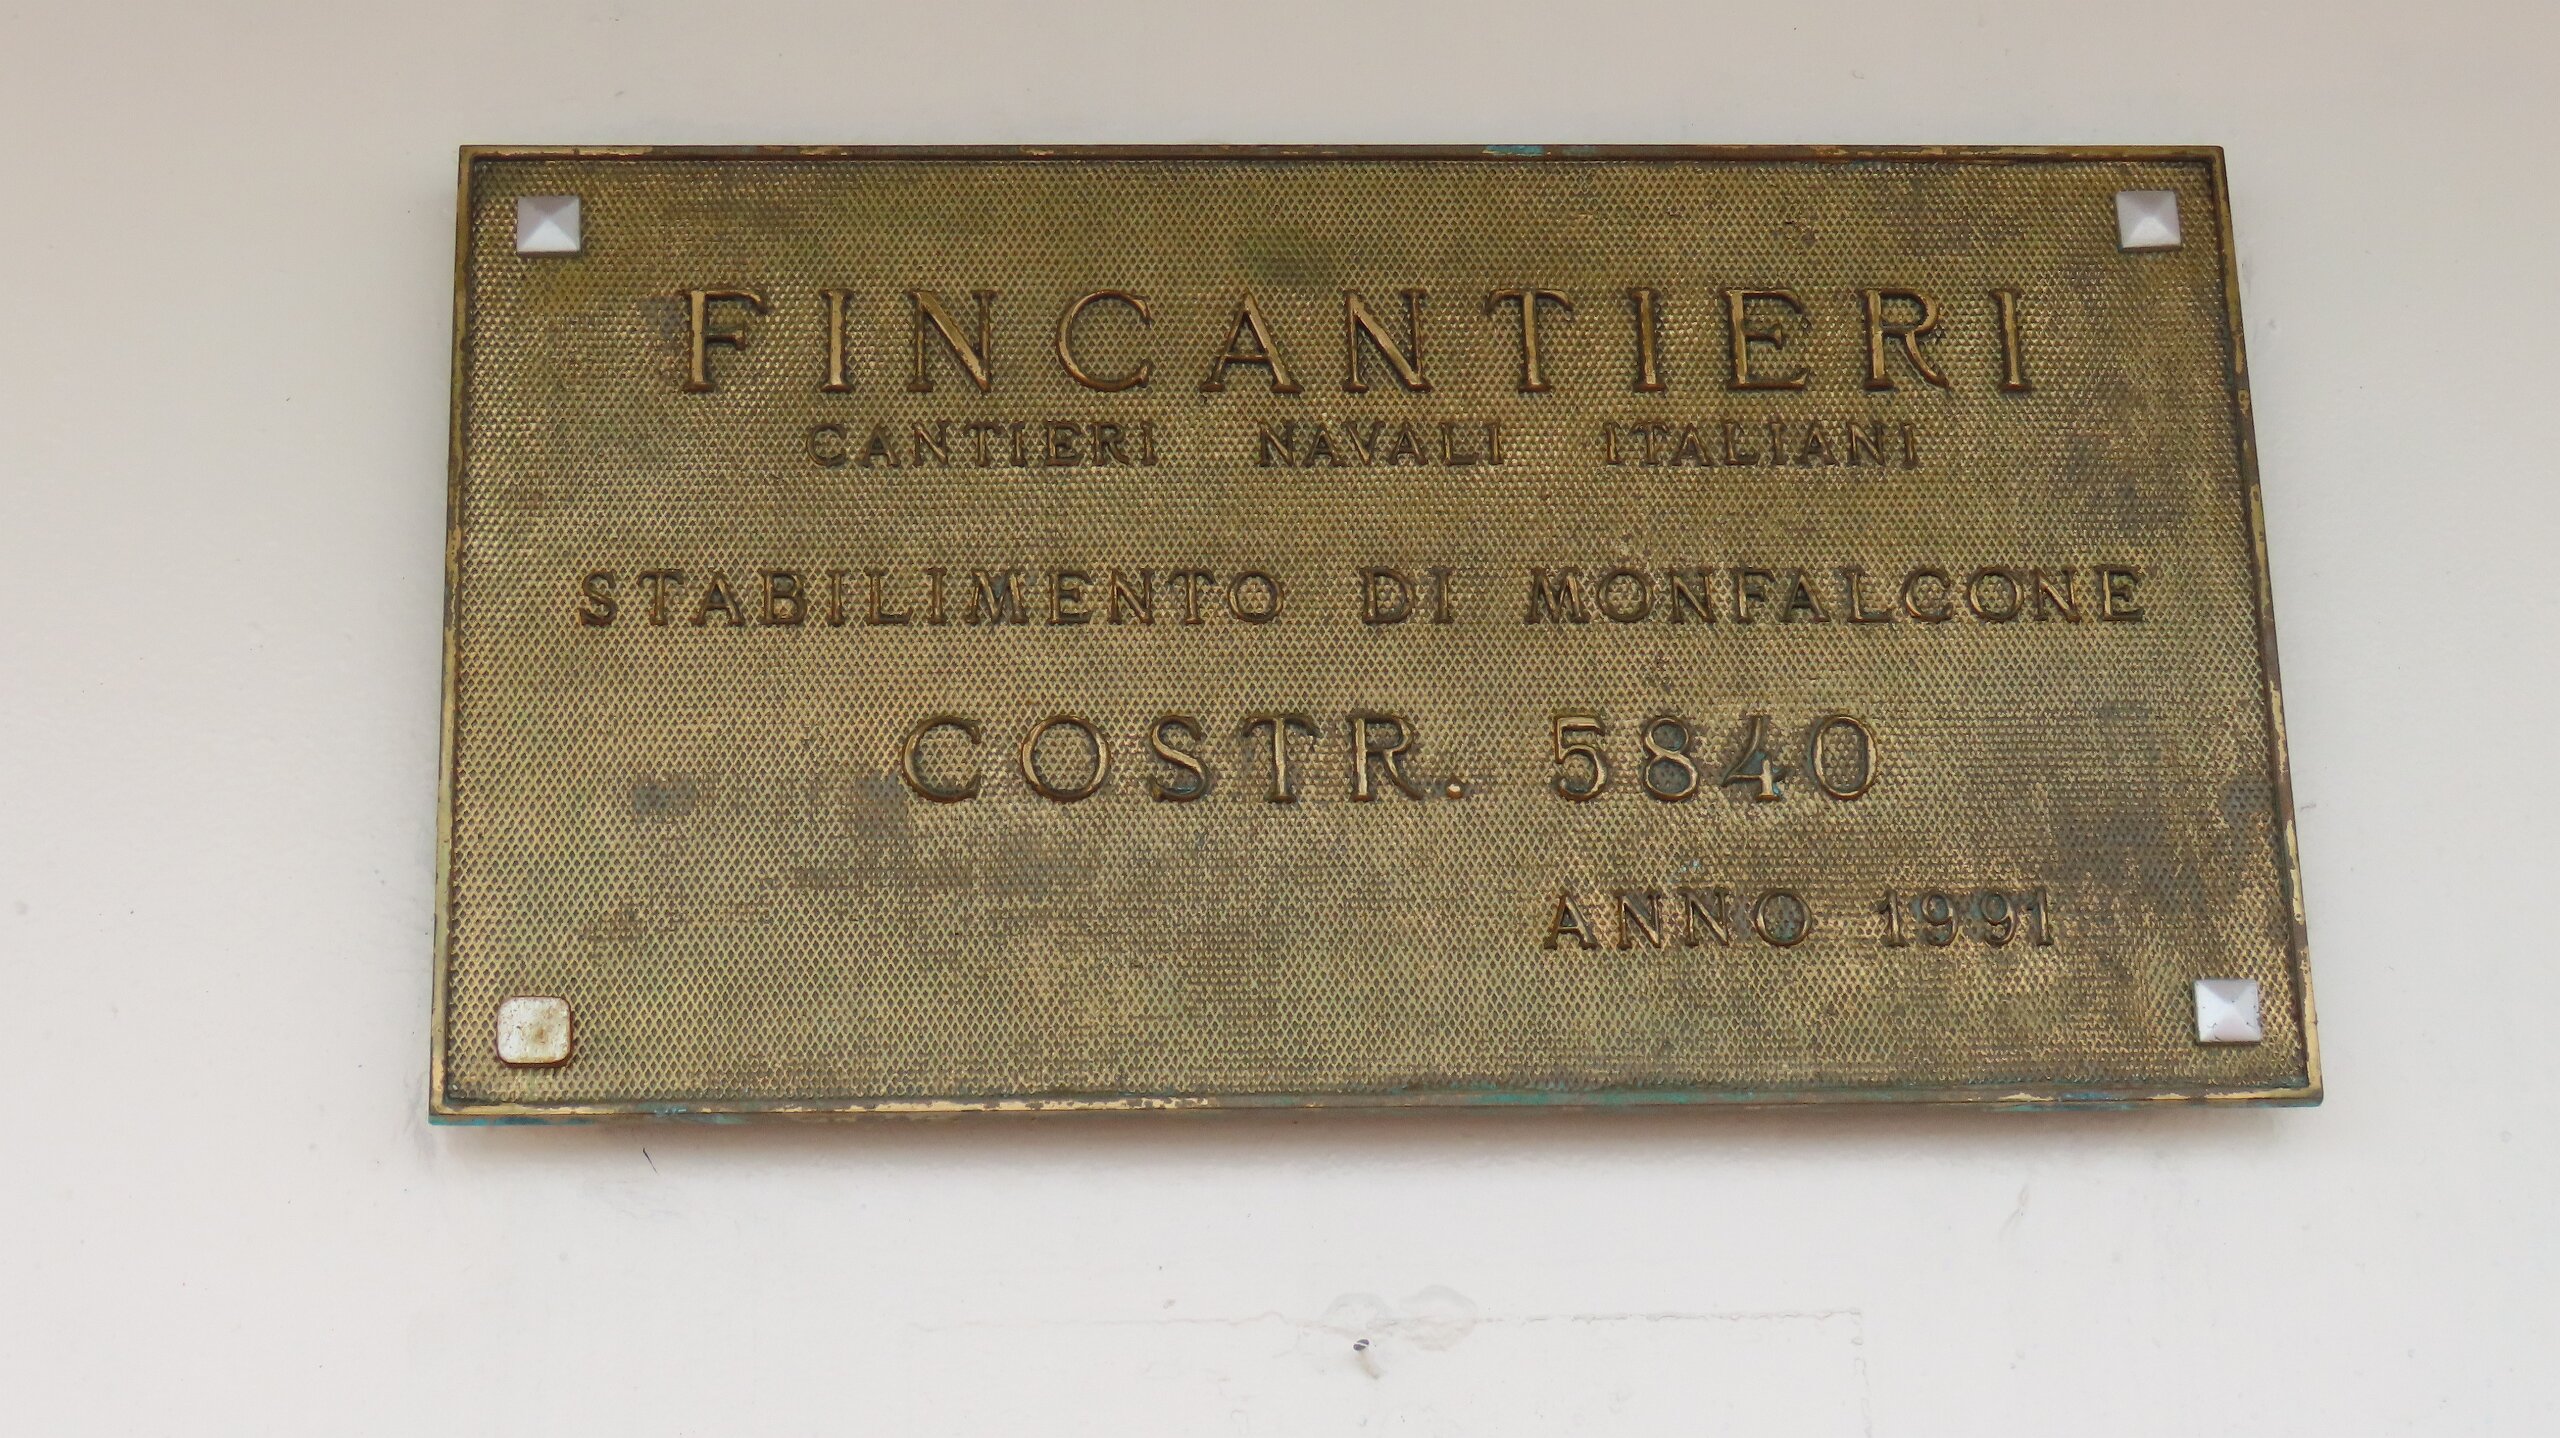 FINCANTIERI
CANTIERI NAVALI ITALIANI
STABILIMENTO DI MONFALCONE
COSTR. 5840
ANNO 1991